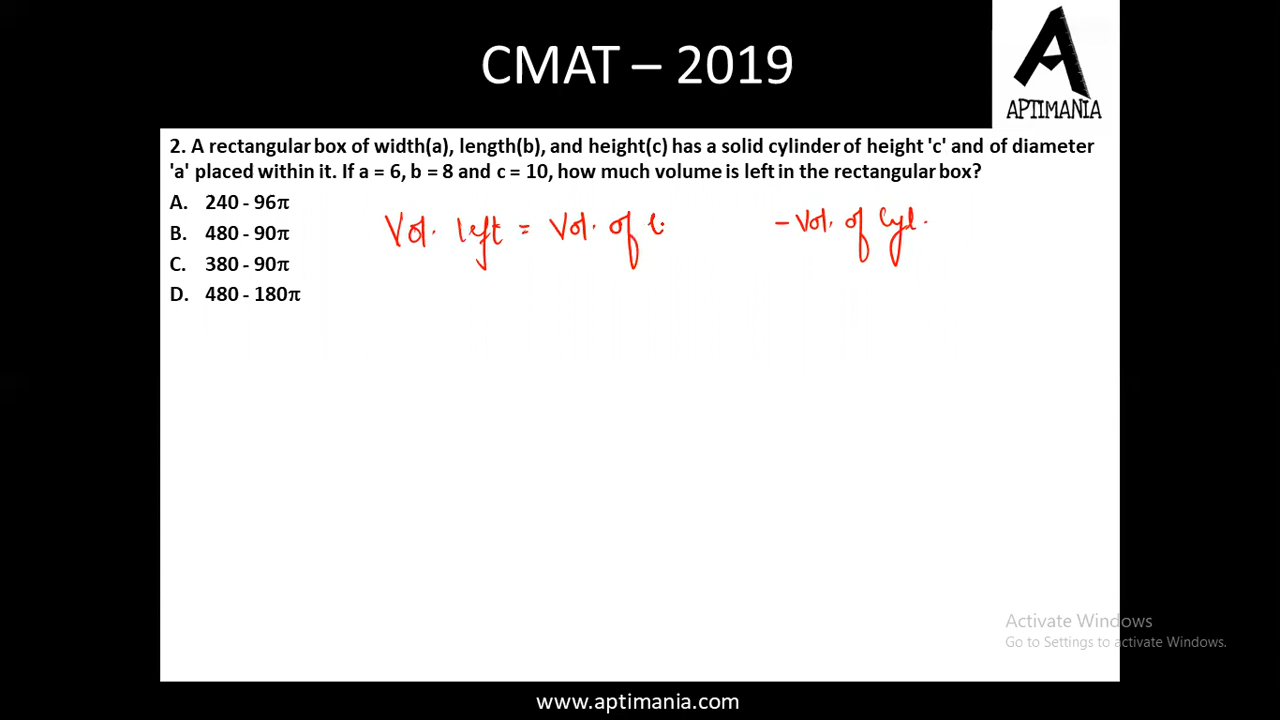 CMAT – 2019
APTIMANIA
2. A rectangular box of width(a), length(b), and height(c) has a solid cylinder of height 'c' and of diameter
'a' placed within it. If a = 6, b = 8 and c = 10, how much volume is left in the rectangular box?
A. 240 - 96π
B. 480 - 90π
C. 380 - 90π
D. 480 - 180π
Vol. left = Vol. of - Vol. of Cyl.
Activate Windows
Go to Settings to activate Windows.
www.aptimania.com